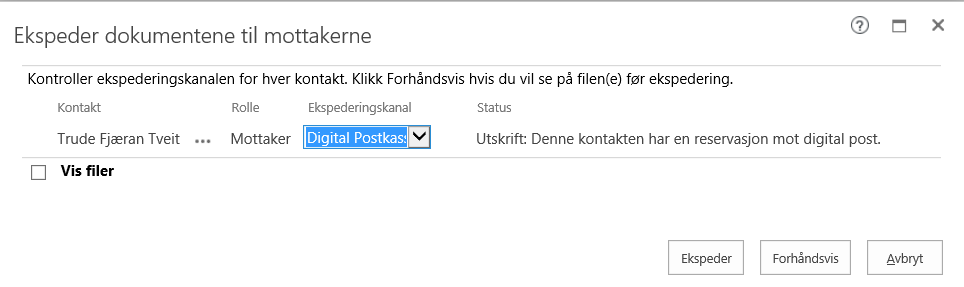 Ekspeder dokumentene til mottakerne
Kontroller ekspederingskanalen for hver kontakt. Klikk Forhåndsvis hvis du vil se på filen(e) før ekspedering.
Kontakt Rolle Ekspederingskanal Status
Trude Fjæran Tveit ... Mottaker Digital Postkass Utskrift: Denne kontakten har en reservasjon mot digital post.
Vis filer
Ekspeder Forhåndsvis Avbryt